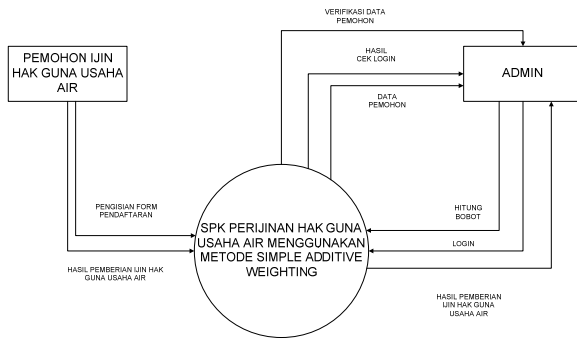 VERIFIKASI DATA
PEMOHON
PEMOHON IJIN
HAK GUNA USAHA
AIR
HASIL
CEK LOGIN
ADMIN
DATA
PEMOHON
PENGISIAN FORM
PENDAFTARAN
HITUNG
BOBOT
SPK PERIJINAN HAK GUNA
USAHA AIR MENGGUNAKAN
METODE SIMPLE ADDITIVE
WEIGHTING
LOGIN
HASIL PEMBERIAN IJIN HAK
GUNA USAHA AIR
HASIL PEMBERIAN
IJIN HAK GUNA
USAHA AIR